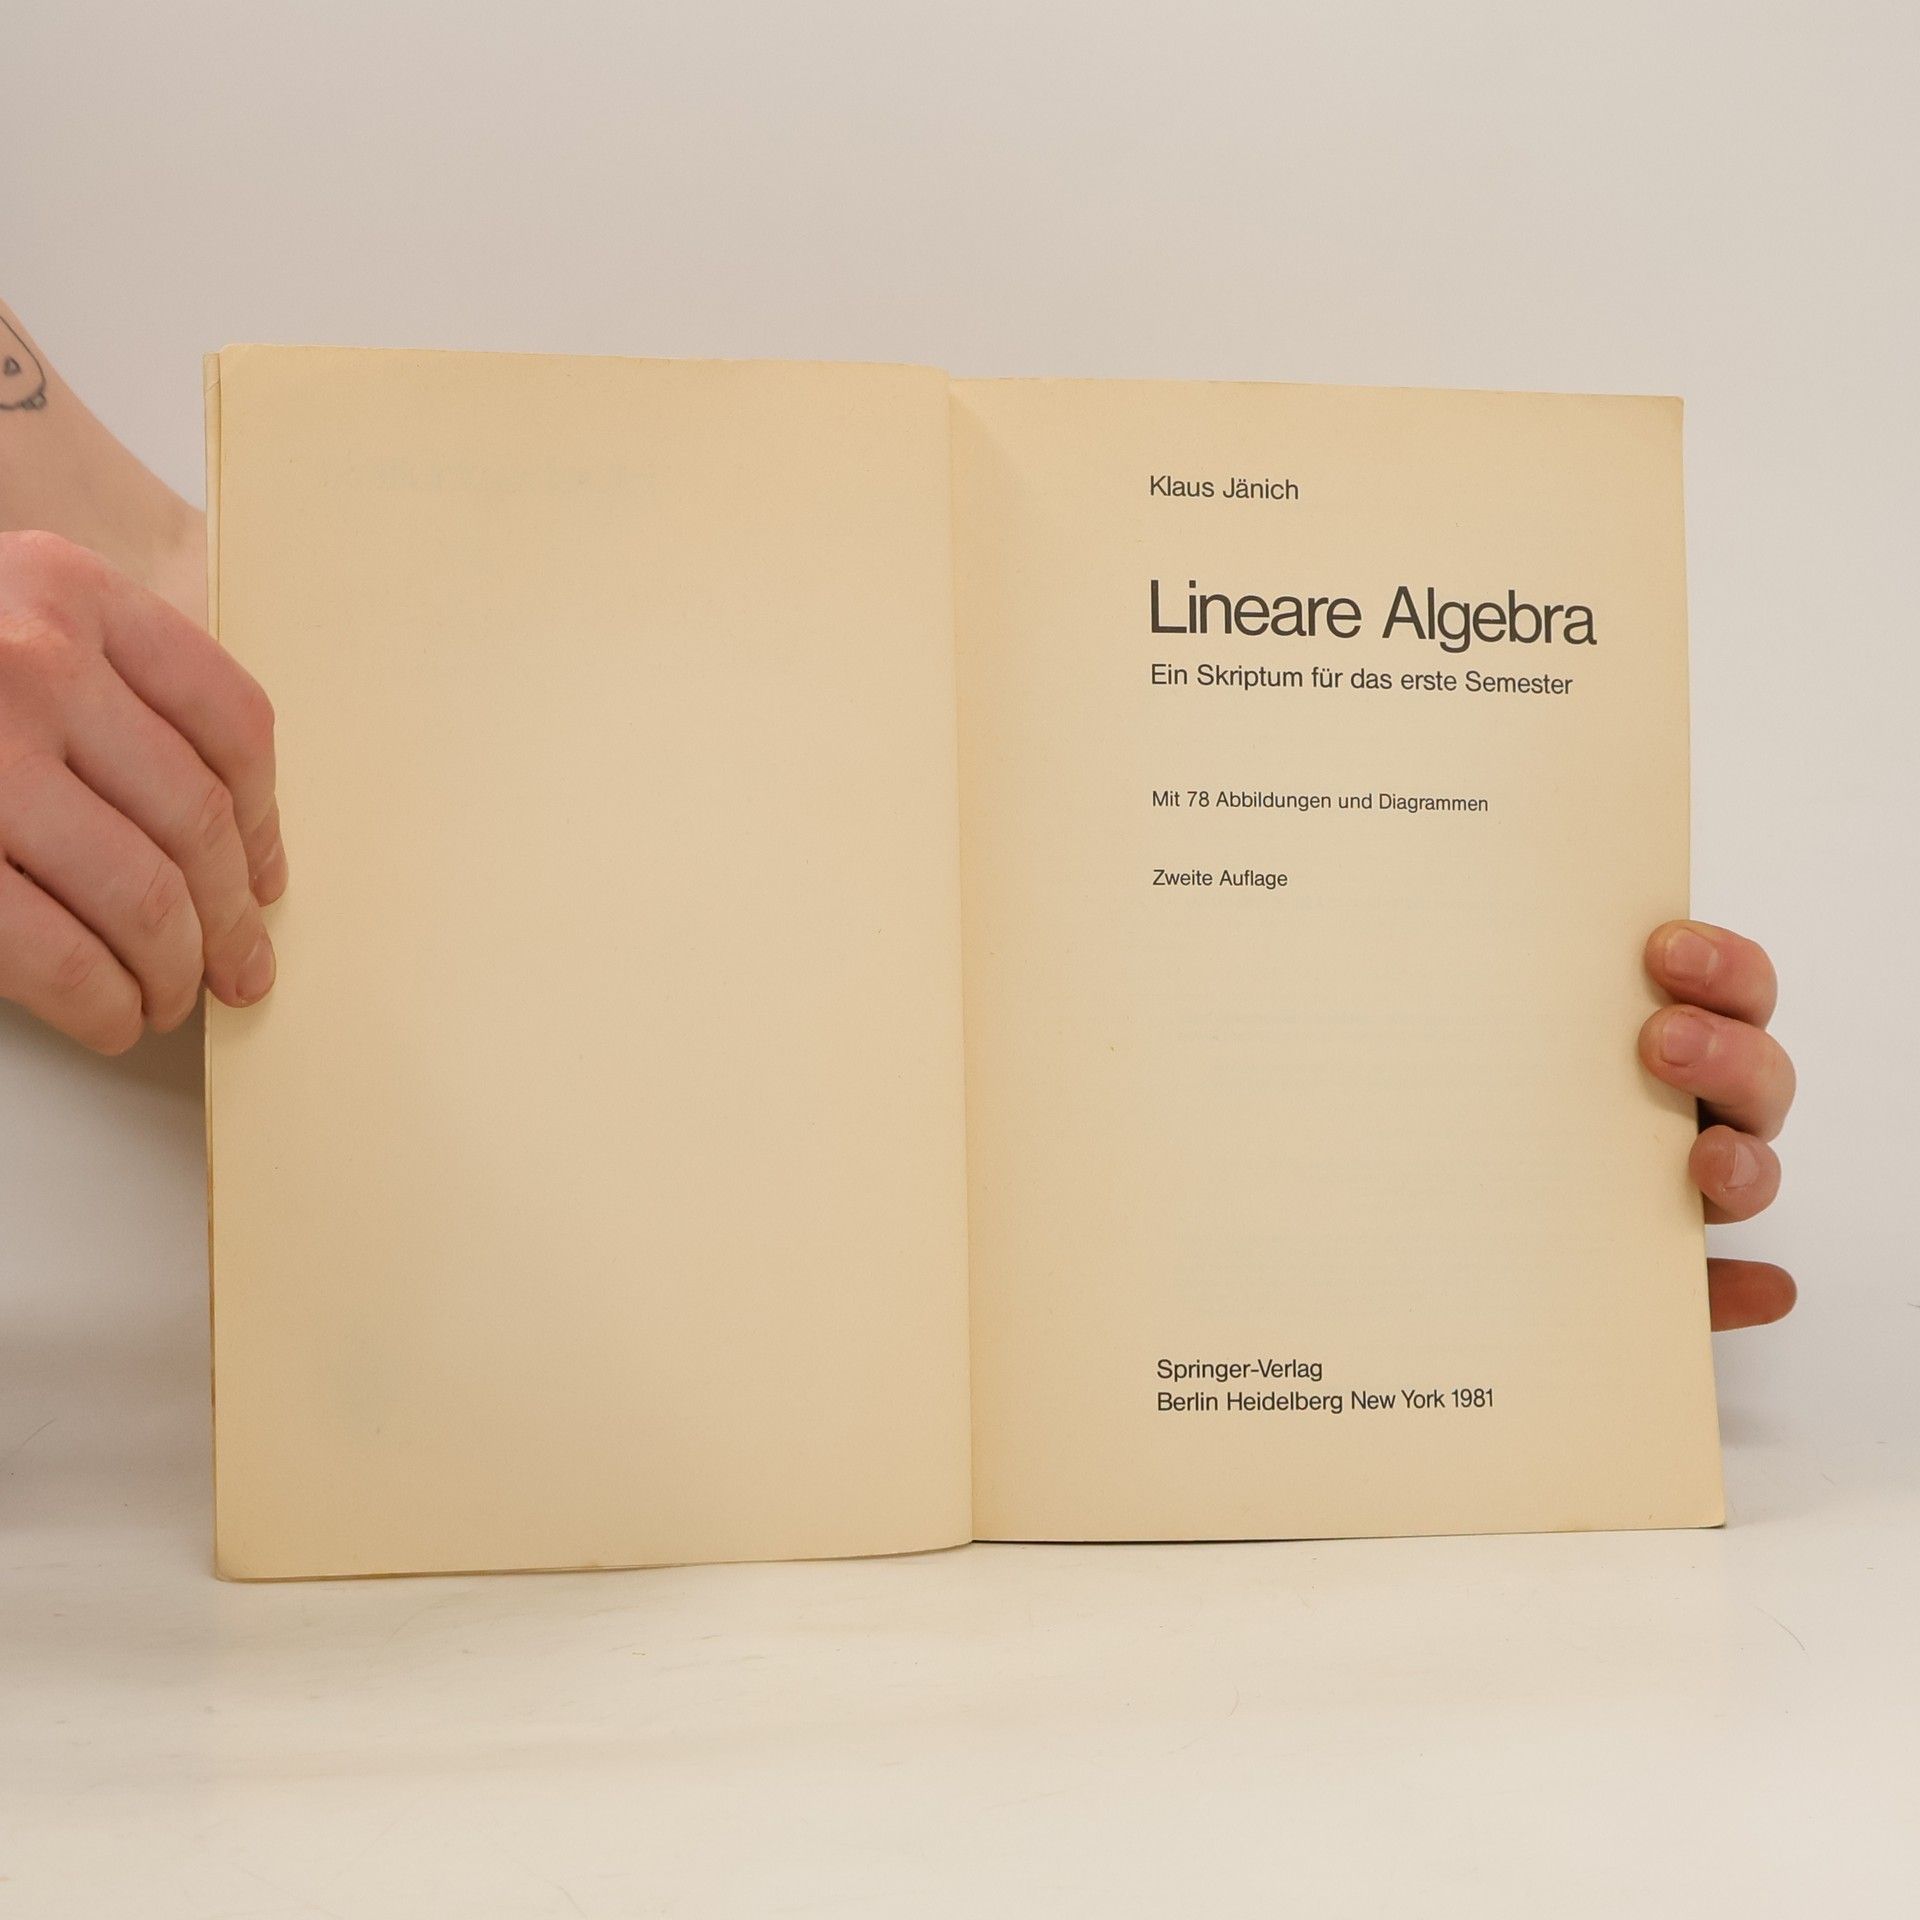 Klaus Jänich
Lineare Algebra
Ein Skriptum für das erste Semester
Mit 78 Abbildungen und Diagrammen
Zweite Auflage
Springer-Verlag
Berlin Heidelberg New York 1981